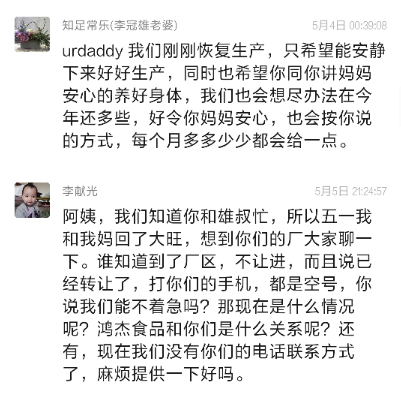 知足常乐(李冠雄老婆)
5月4日 00:39:08
urdaddy 我们刚刚恢复生产，只希望能安静
下来好好生产，同时也希望你同你讲妈妈
安心的养好身体，我们也会想尽办法在今
年还多些，好令你妈妈安心，也会按你说
的方式，每个月多多少少都会给一点。
李献光
5月5日 21:24:57
阿姨，我们知道你和雄叔忙，所以五一我
和我妈回了大旺，想到你们的厂大家聊一
下。谁知道到了厂区，不让进，而且说已
经转让了，打你们的手机，都是空号，你
说我们能不着急吗？那现在是什么情况
呢？鸿杰食品和你们是什么关系呢？还
有，现在我们没有你们的电话联系方式
了，麻烦提供一下好吗。